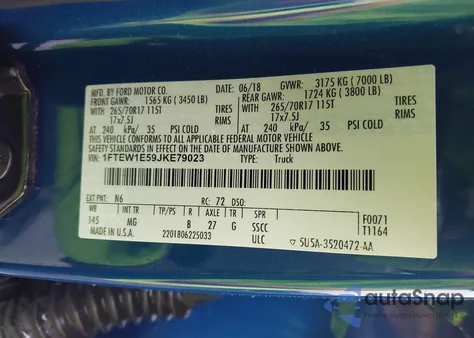 MFD. BY FORD MOTOR CO. 06/18 GVWR: 3175 KG ( 7000 LB)
FRONT GAWR: 1565 KG ( 3450 LB) REAR GAWR: 1724 KG ( 3800 LB)
WITH 265/70R17 115T TIRES WITH 265/70R17 115T TIRES
17x7.5J RIMS 17x7.5J RIMS
AT 240 kPa/ 35 PSI COLD AT 240 kPa/ 35 PSI COLD
CONFORMS TO ALL APPLICABLE FEDERAL MOTOR VEHICLE
SAFETY STANDARDS IN EFFECT ON THE DATE OF MANUFACTURE SHOWN ABOVE.
VIN: 1FTEW1E59JKE79023 TYPE: Truck
EXT PNT: N6 RC: 72 DSO: F0071
WB INT TR TP/PS R AXLE TR SPR T1164
145 MG B 27 G SSCC
MADE IN U.S.A. 2201806225033 ULC 5U5A-3520472-AA
autoSnap